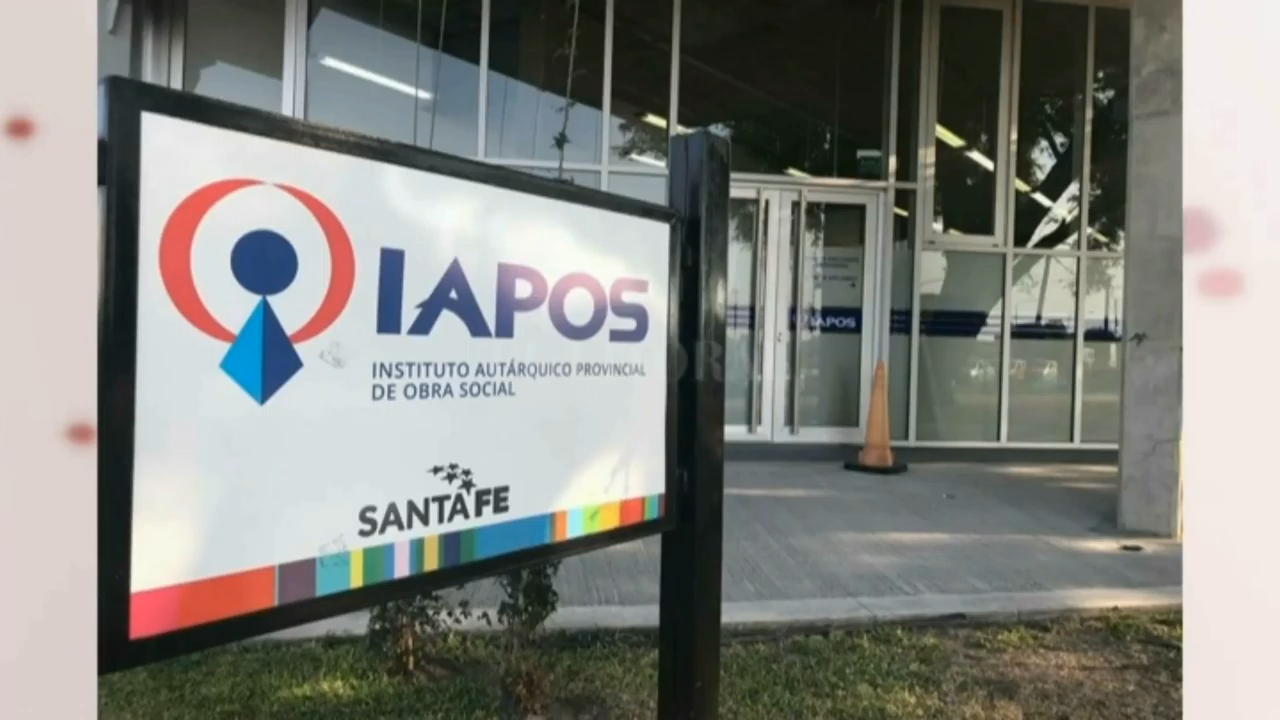 IAPOS
INSTITUTO AUTÁRQUICO PROVINCIAL
DE OBRA SOCIAL
SANTA FE
IAPOS